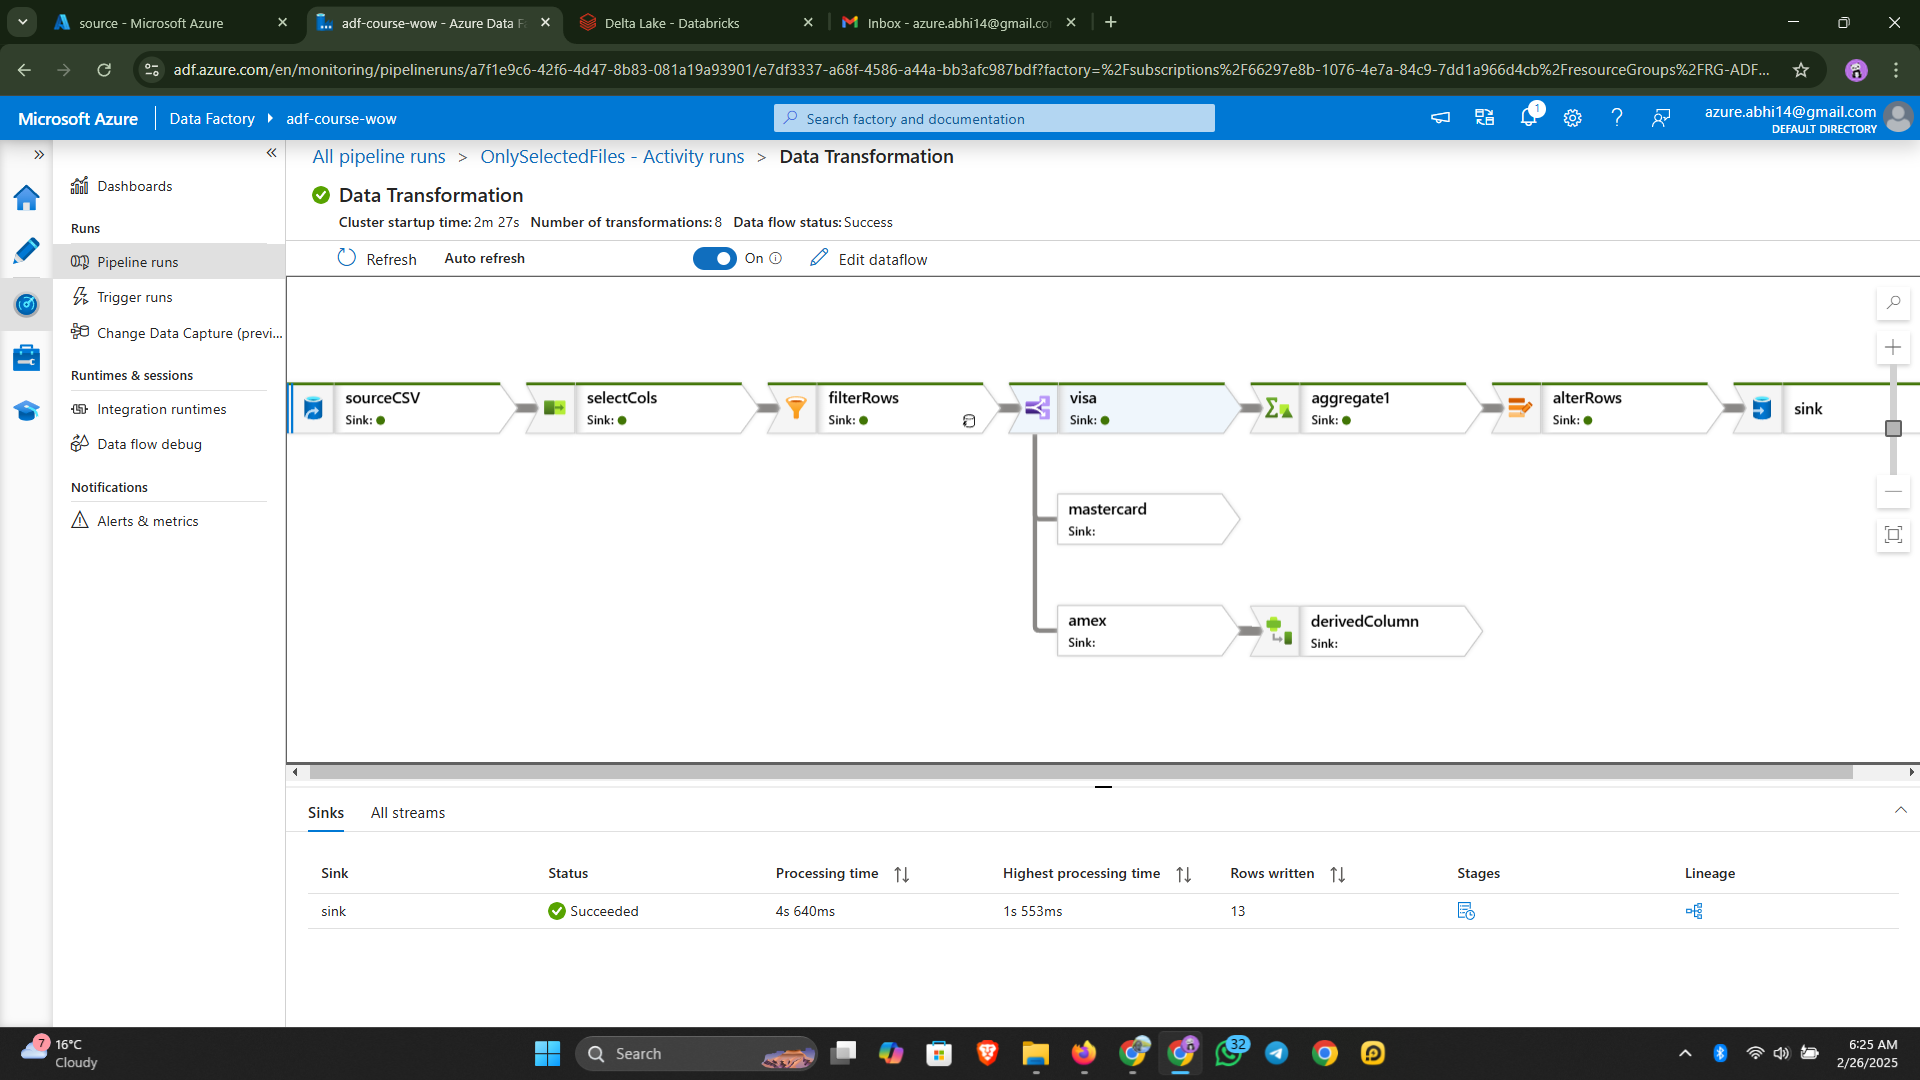 source - Microsoft Azure
adf-course-wow - Azure Data F
Delta Lake - Databricks
Inbox - azure.abhi14@gmail.co
adf.azure.com/en/monitoring/pipelineruns/a7f1e9c6-42f6-4d47-8b83-081a19a93901/e7df3337-a68f-4586-a44a-bb3afc987bdf?factory=%2Fsubscriptions%2F66297e8b-1076-4e7a-84c9-7dd1a966d4cb%2FresourceGroups%2FRG-ADF...
Microsoft Azure
Data Factory
adf-course-wow
Search factory and documentation
1
azure.abhi14@gmail.com
DEFAULT DIRECTORY
Dashboards
Runs
Pipeline runs
Trigger runs
Change Data Capture (previ...
Runtimes & sessions
Integration runtimes
Data flow debug
Notifications
Alerts & metrics
All pipeline runs > OnlySelectedFiles - Activity runs > Data Transformation
Data Transformation
Cluster startup time: 2m 27s Number of transformations: 8 Data flow status: Success
Refresh
Auto refresh
On
Edit dataflow
sourceCSV
Sink:
selectCols
Sink:
filterRows
Sink:
visa
Sink:
aggregate1
Sink:
alterRows
Sink:
sink
mastercard
Sink:
amex
Sink:
derivedColumn
Sink:
Sinks
All streams
Sink Status Processing time Highest processing time Rows written Stages Lineage
sink Succeeded 4s 640ms 1s 553ms 13
7
16°C
Cloudy
Search
32
6:25 AM
2/26/2025